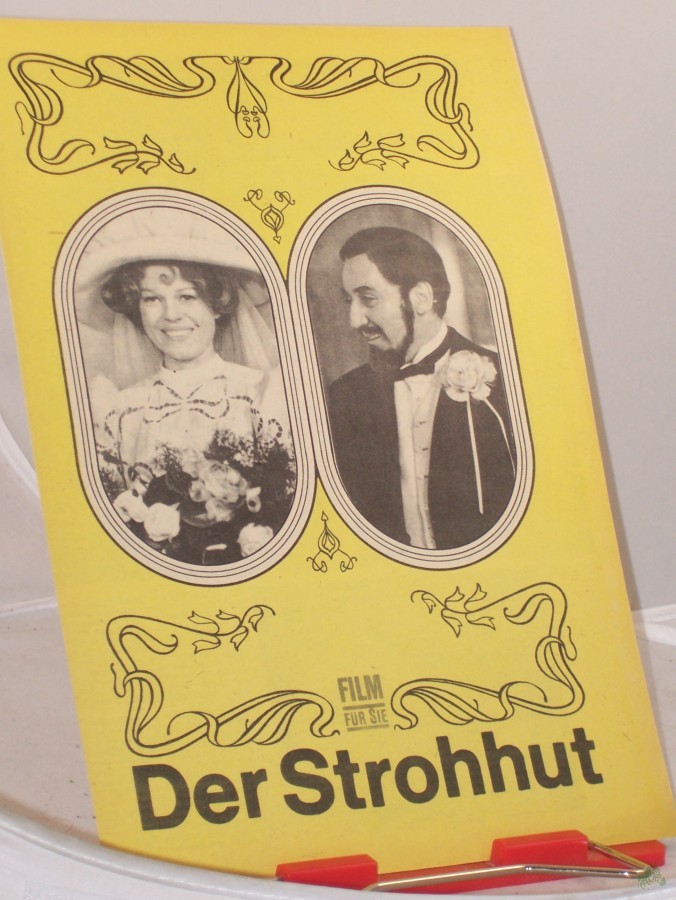 FILM
FÜR SIE
Der Strohhut